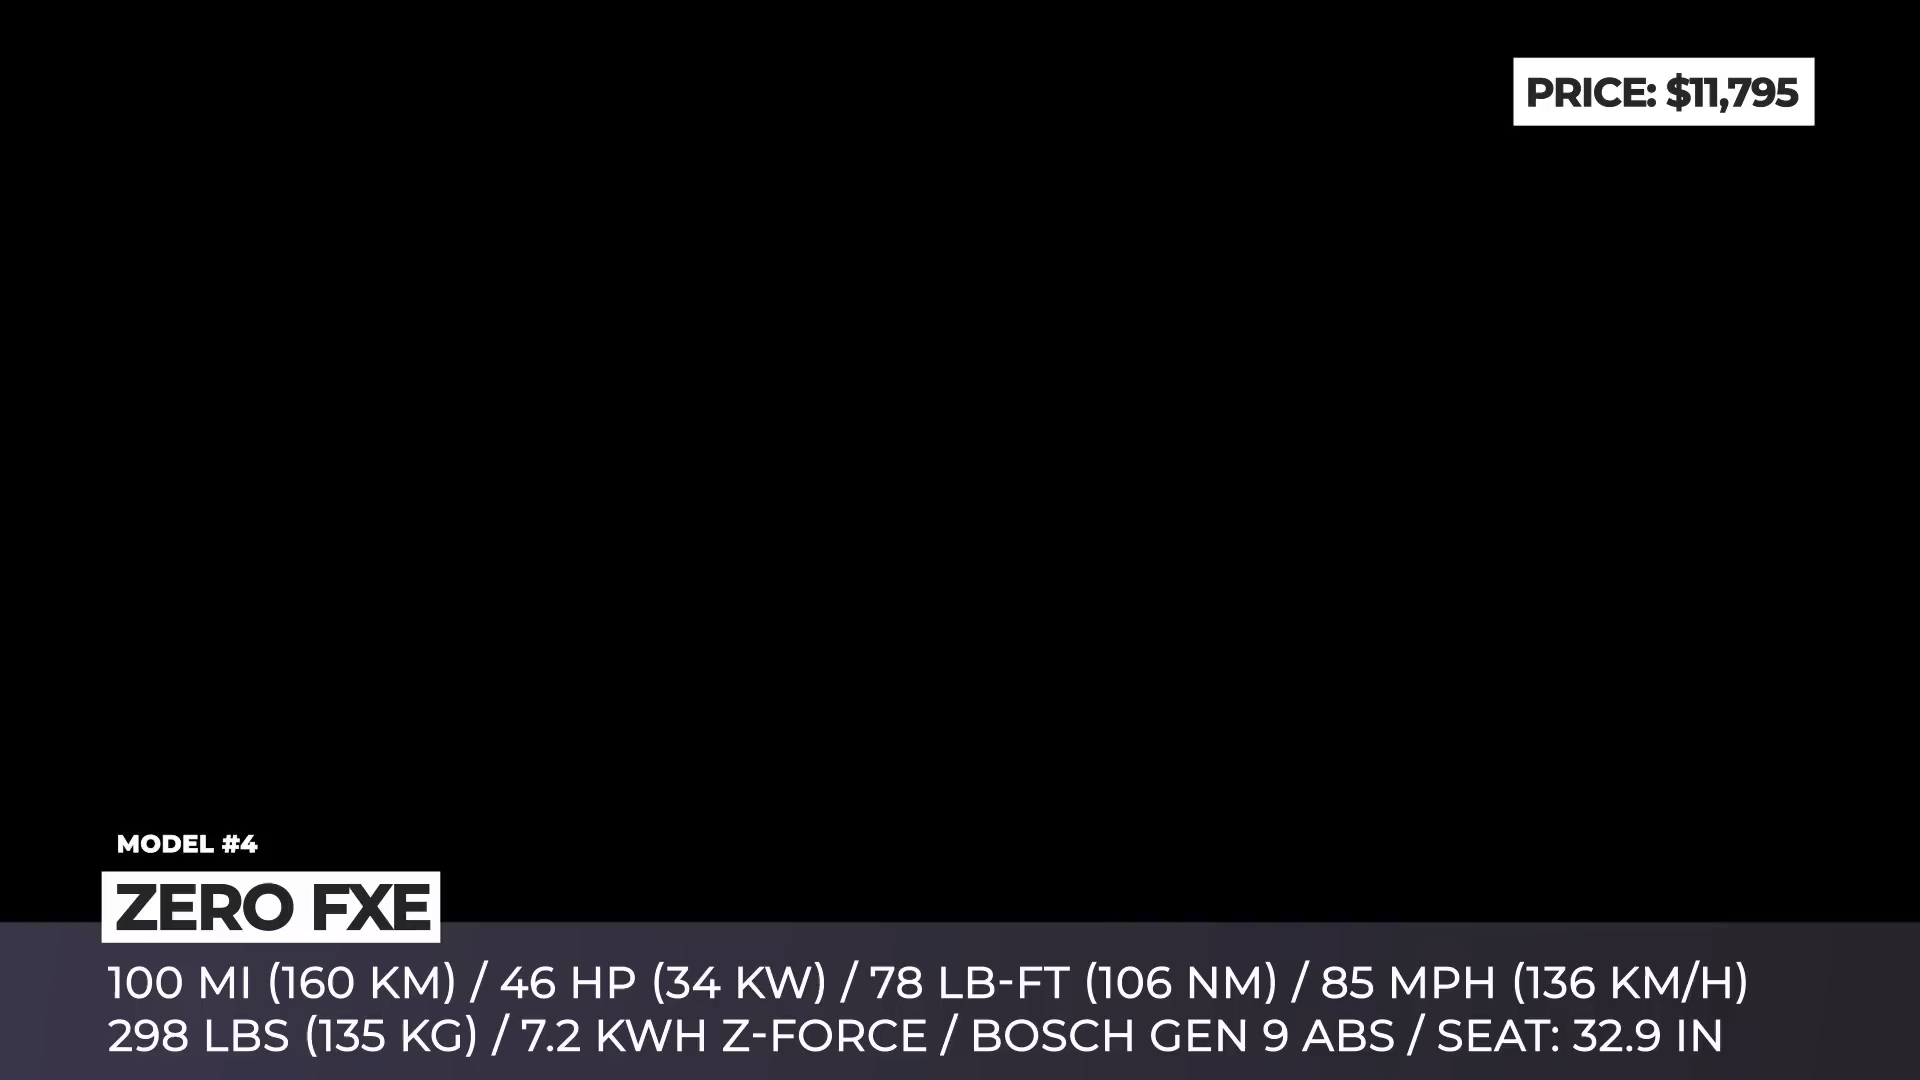 PRICE: $11,795
MODEL #4
ZERO FXE
100 MI (160 KM) / 46 HP (34 KW) / 78 LB-FT (106 NM) / 85 MPH (136 KM/H)
298 LBS (135 KG) / 7.2 KWH Z-FORCE / BOSCH GEN 9 ABS / SEAT: 32.9 IN